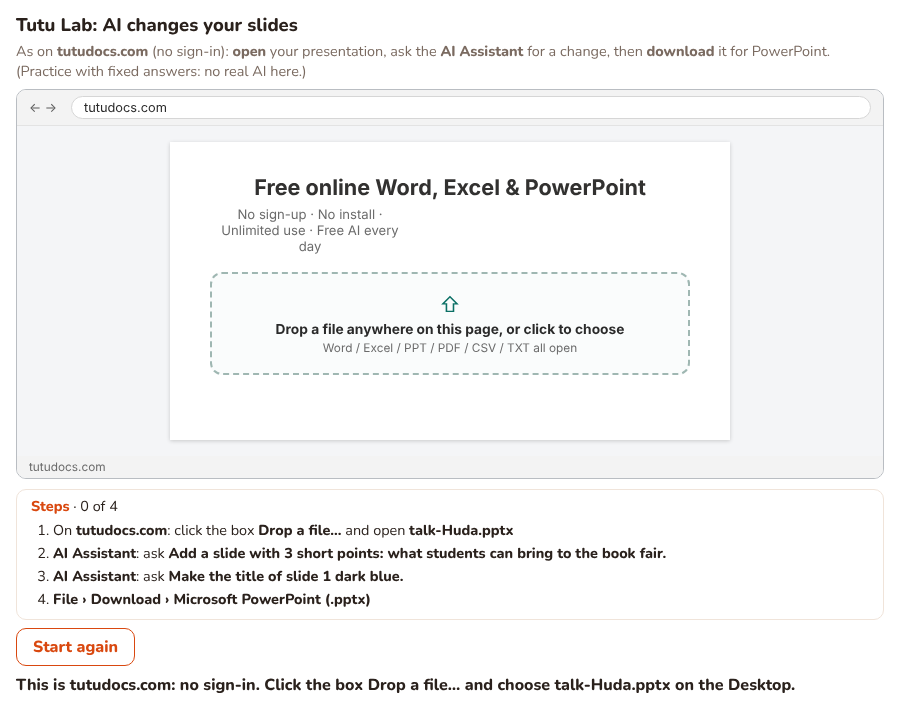 Tutu Lab: AI changes your slides
As on tutudocs.com (no sign-in): open your presentation, ask the AI Assistant for a change, then download it for PowerPoint.
(Practice with fixed answers: no real AI here.)
← → tutudocs.com
Free online Word, Excel & PowerPoint
No sign-up · No install ·
Unlimited use · Free AI every
day
Drop a file anywhere on this page, or click to choose
Word / Excel / PPT / PDF / CSV / TXT all open
tutudocs.com
Steps · 0 of 4
1. On tutudocs.com: click the box Drop a file... and open talk-Huda.pptx
2. AI Assistant: ask Add a slide with 3 short points: what students can bring to the book fair.
3. AI Assistant: ask Make the title of slide 1 dark blue.
4. File › Download › Microsoft PowerPoint (.pptx)
Start again
This is tutudocs.com: no sign-in. Click the box Drop a file... and choose talk-Huda.pptx on the Desktop.